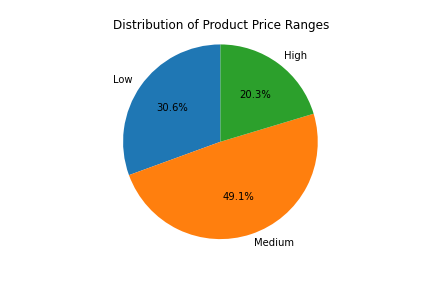 Distribution of Product Price Ranges
High
Low
20.3%
30.6%
49.1%
Medium